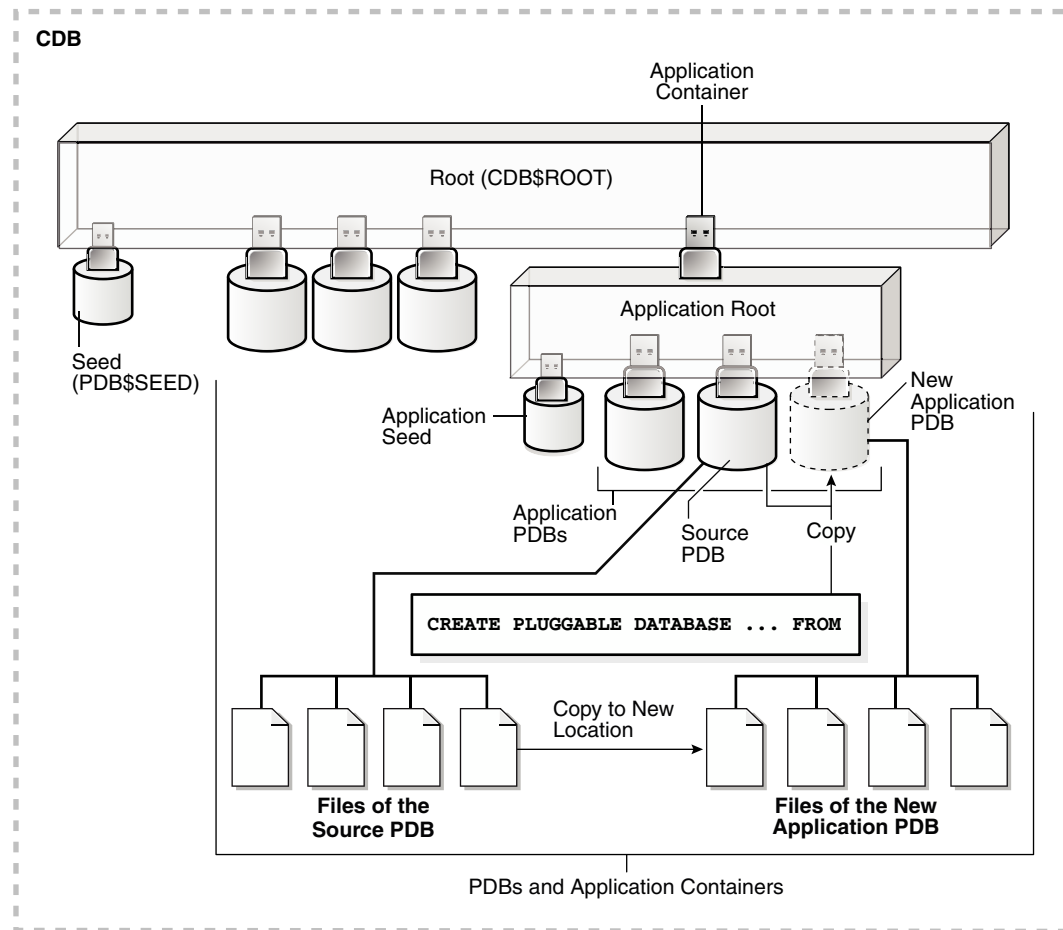 CDB
Application
Container
Root (CDB$ROOT)
Application Root
Seed
(PDB$SEED)
New
Application
PDB
Application
Seed
Application
PDBs
Source
PDB
Copy
CREATE PLUGGABLE DATABASE ... FROM
Copy to New
Location
Files of the
Source PDB
Files of the New
Application PDB
PDBs and Application Containers